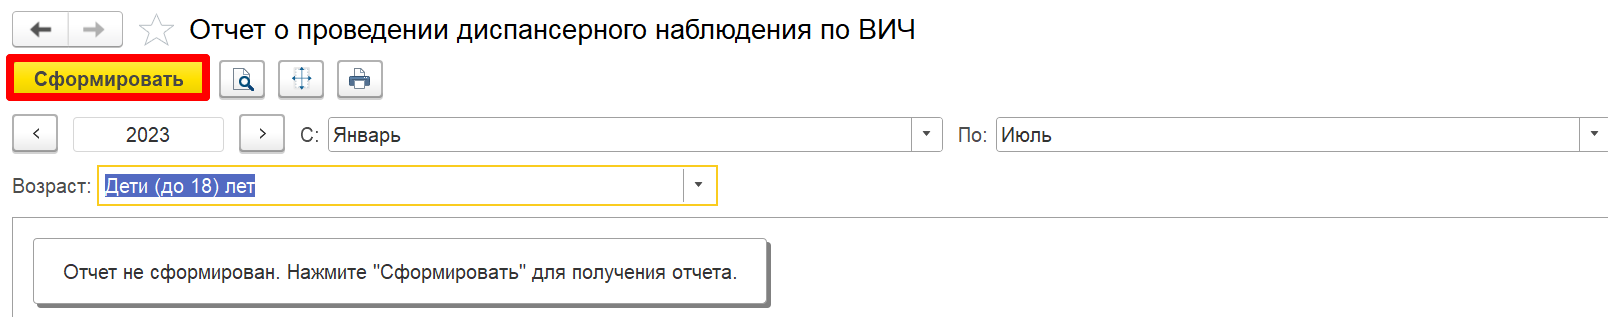 Отчет о проведении диспансерного наблюдения по ВИЧ
Сформировать
< 2023 > С: Январь По: Июль
Возраст: Дети (до 18) лет
Отчет не сформирован. Нажмите "Сформировать" для получения отчета.